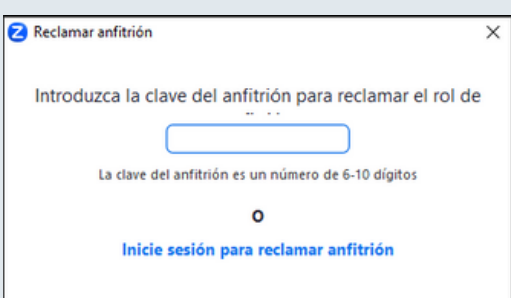 Reclamar anfitrión
Introduzca la clave del anfitrión para reclamar el rol de
La clave del anfitrión es un número de 6-10 dígitos
O
Inicie sesión para reclamar anfitrión